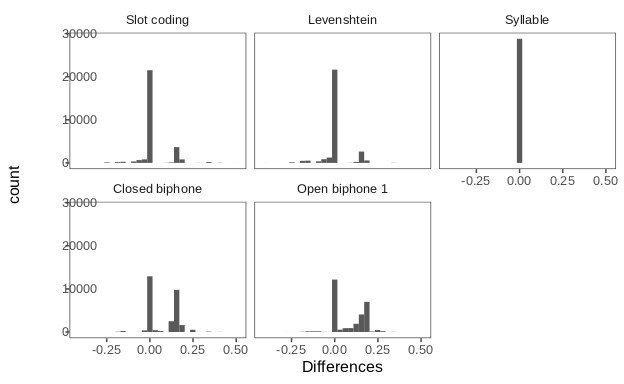 Slot coding Levenshtein Syllable
30000
20000
10000
0
-0.25 0.00 0.25 0.50
Closed biphone Open biphone 1
30000
20000
10000
0
-0.25 0.00 0.25 0.50 -0.25 0.00 0.25 0.50
Differences
count